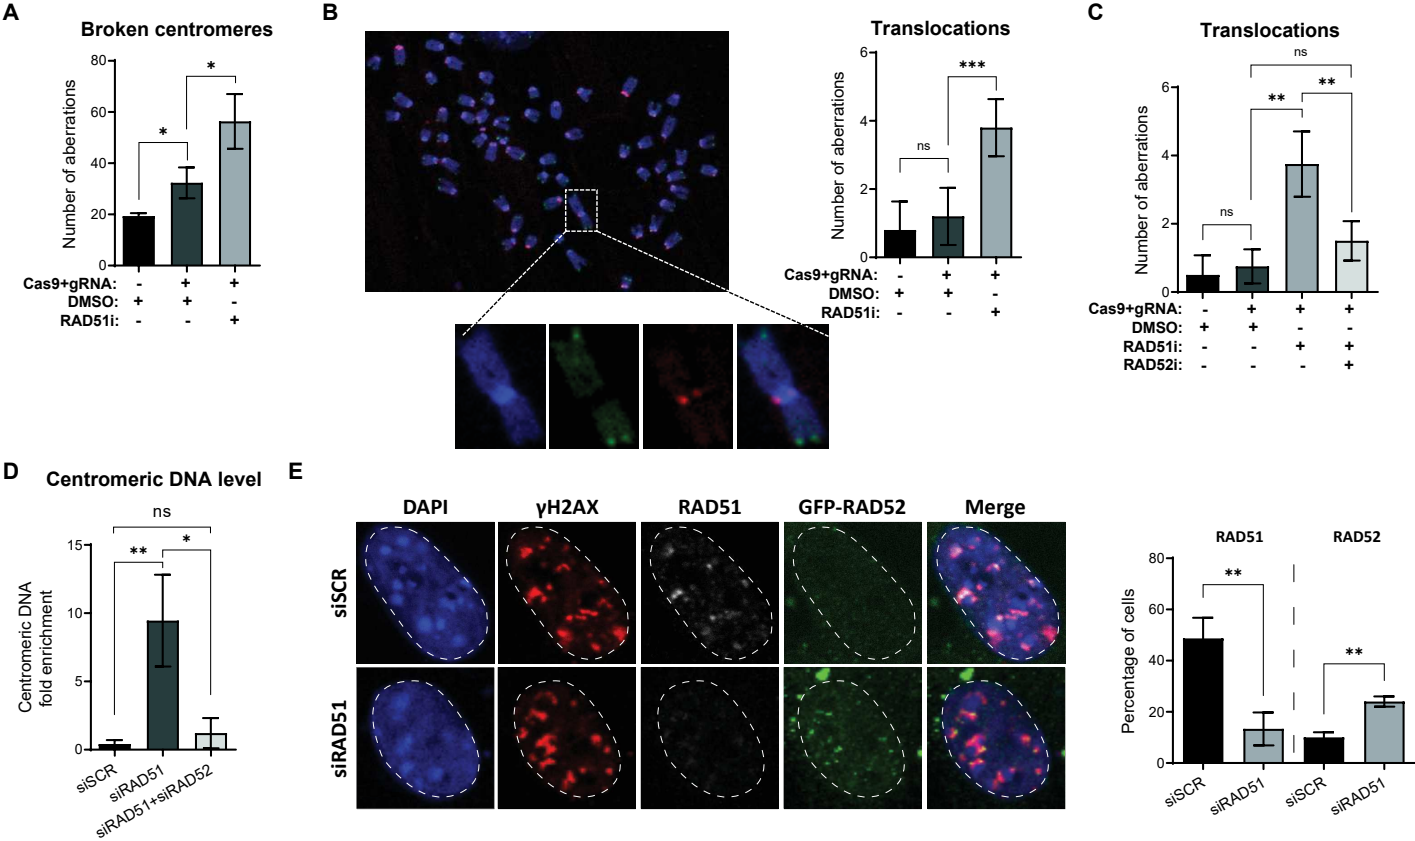 A
Broken centromeres
Number of aberrations
80
60
40
20
0
*
*
Cas9+gRNA: - + +
DMSO: + + -
RAD51i: - - +
B
Translocations
Number of aberrations
6
4
2
0
ns
***
Cas9+gRNA: - + +
DMSO: + + -
RAD51i: - - +
C
Translocations
Number of aberrations
6
4
2
0
ns
ns
**
**
Cas9+gRNA: - + + +
DMSO: + + - -
RAD51i: - - + +
RAD52i: - - - +
D
Centromeric DNA level
Centromeric DNA
fold enrichment
15
10
5
0
ns
**
*
siSCR
siRAD51
siRAD51+siRAD52
E
DAPI
γH2AX
RAD51
GFP-RAD52
Merge
siSCR
siRAD51
RAD51
RAD52
Percentage of cells
80
60
40
20
0
**
**
siSCR
siRAD51
siSCR
siRAD51